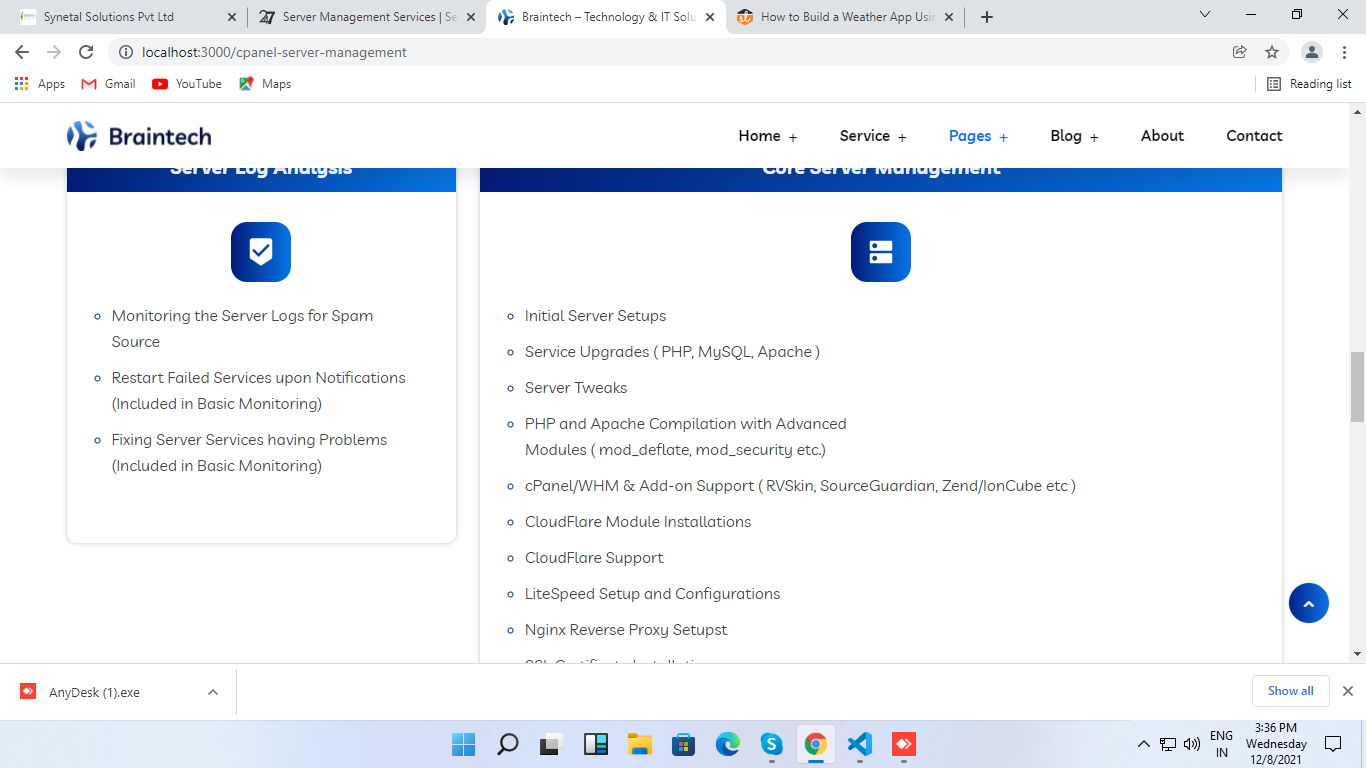 Synetal Solutions Pvt Ltd
Server Management Services | Se
Braintech – Technology & IT Solu
How to Build a Weather App Usin
localhost:3000/cpanel-server-management
Apps
Gmail
YouTube
Maps
Reading list
Braintech
Home +
Service +
Pages +
Blog +
About
Contact
Server Log Analysis
Core Server Management
Monitoring the Server Logs for Spam
Source
Restart Failed Services upon Notifications
(Included in Basic Monitoring)
Fixing Server Services having Problems
(Included in Basic Monitoring)
Initial Server Setups
Service Upgrades ( PHP, MySQL, Apache )
Server Tweaks
PHP and Apache Compilation with Advanced
Modules ( mod_deflate, mod_security etc.)
cPanel/WHM & Add-on Support ( RVSkin, SourceGuardian, Zend/IonCube etc )
CloudFlare Module Installations
CloudFlare Support
LiteSpeed Setup and Configurations
Nginx Reverse Proxy Setupst
AnyDesk (1).exe
Show all
ENG
IN
3:36 PM
Wednesday
12/8/2021